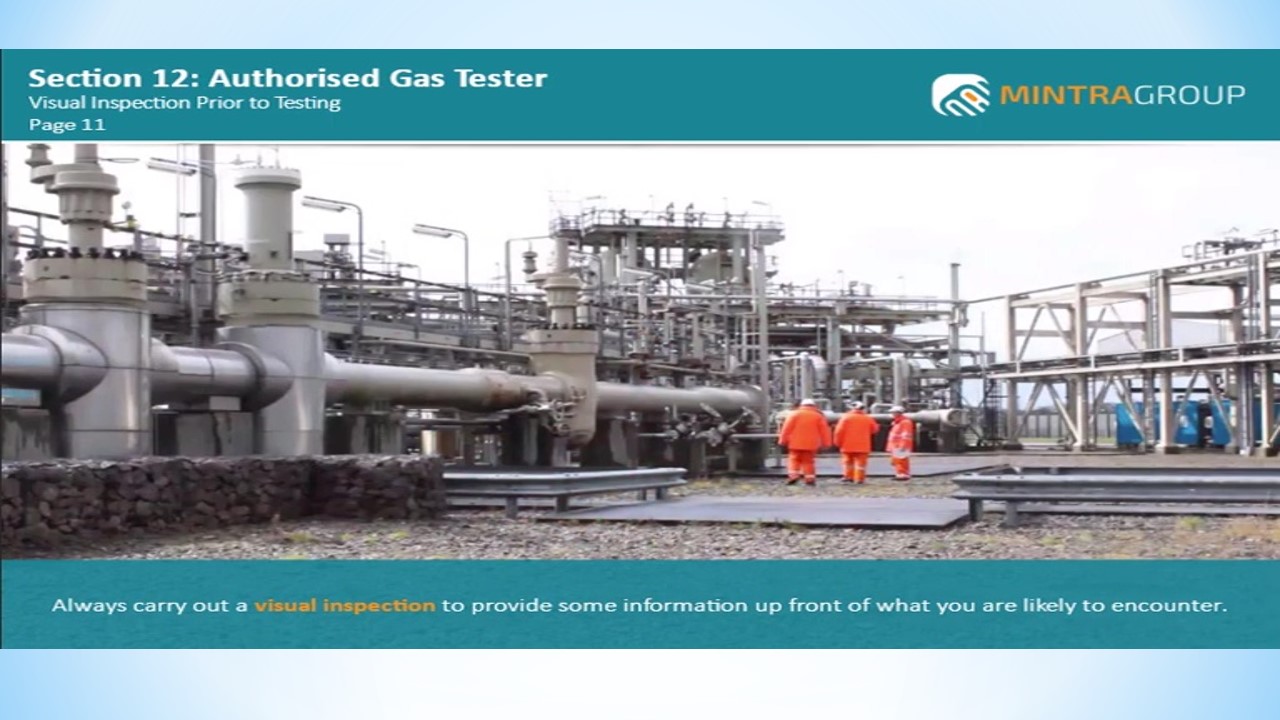 Section 12: Authorised Gas Tester
Visual Inspection Prior to Testing
Page 11
MINTRAGROUP
Always carry out a visual inspection to provide some information up front of what you are likely to encounter.